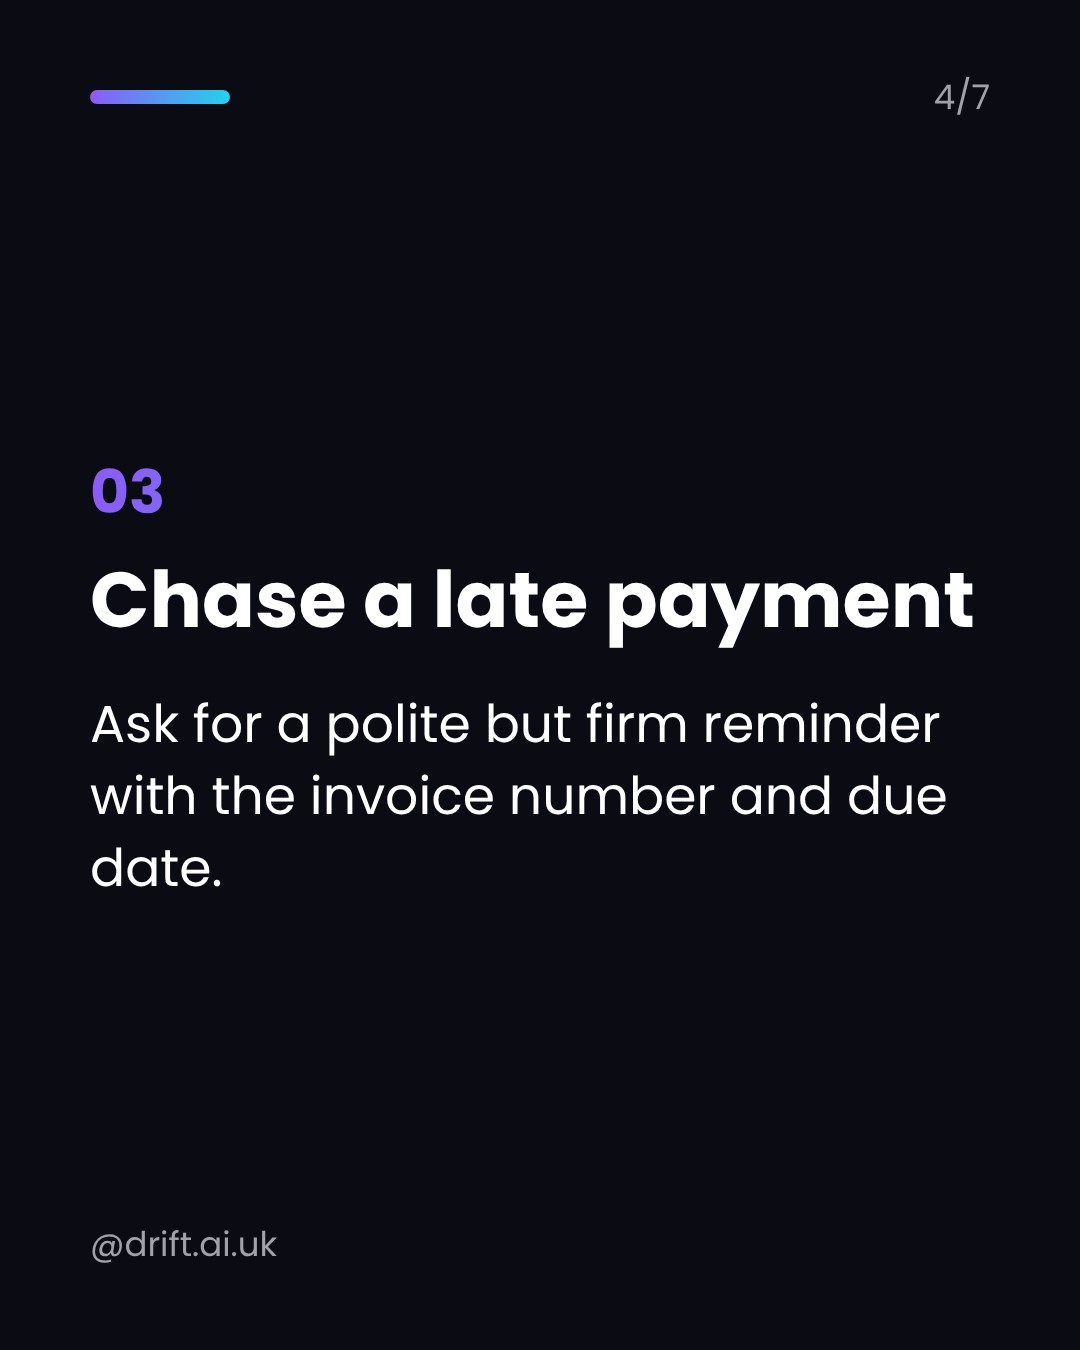 4/7
03
Chase a late payment
Ask for a polite but firm reminder
with the invoice number and due
date.
@drift.ai.uk